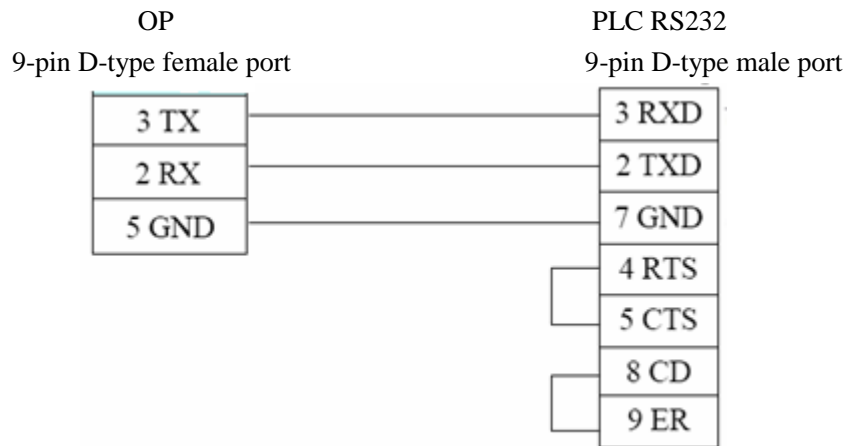 OP
9-pin D-type female port
3 TX
2 RX
5 GND
PLC RS232
9-pin D-type male port
3 RXD
2 TXD
7 GND
4 RTS
5 CTS
8 CD
9 ER